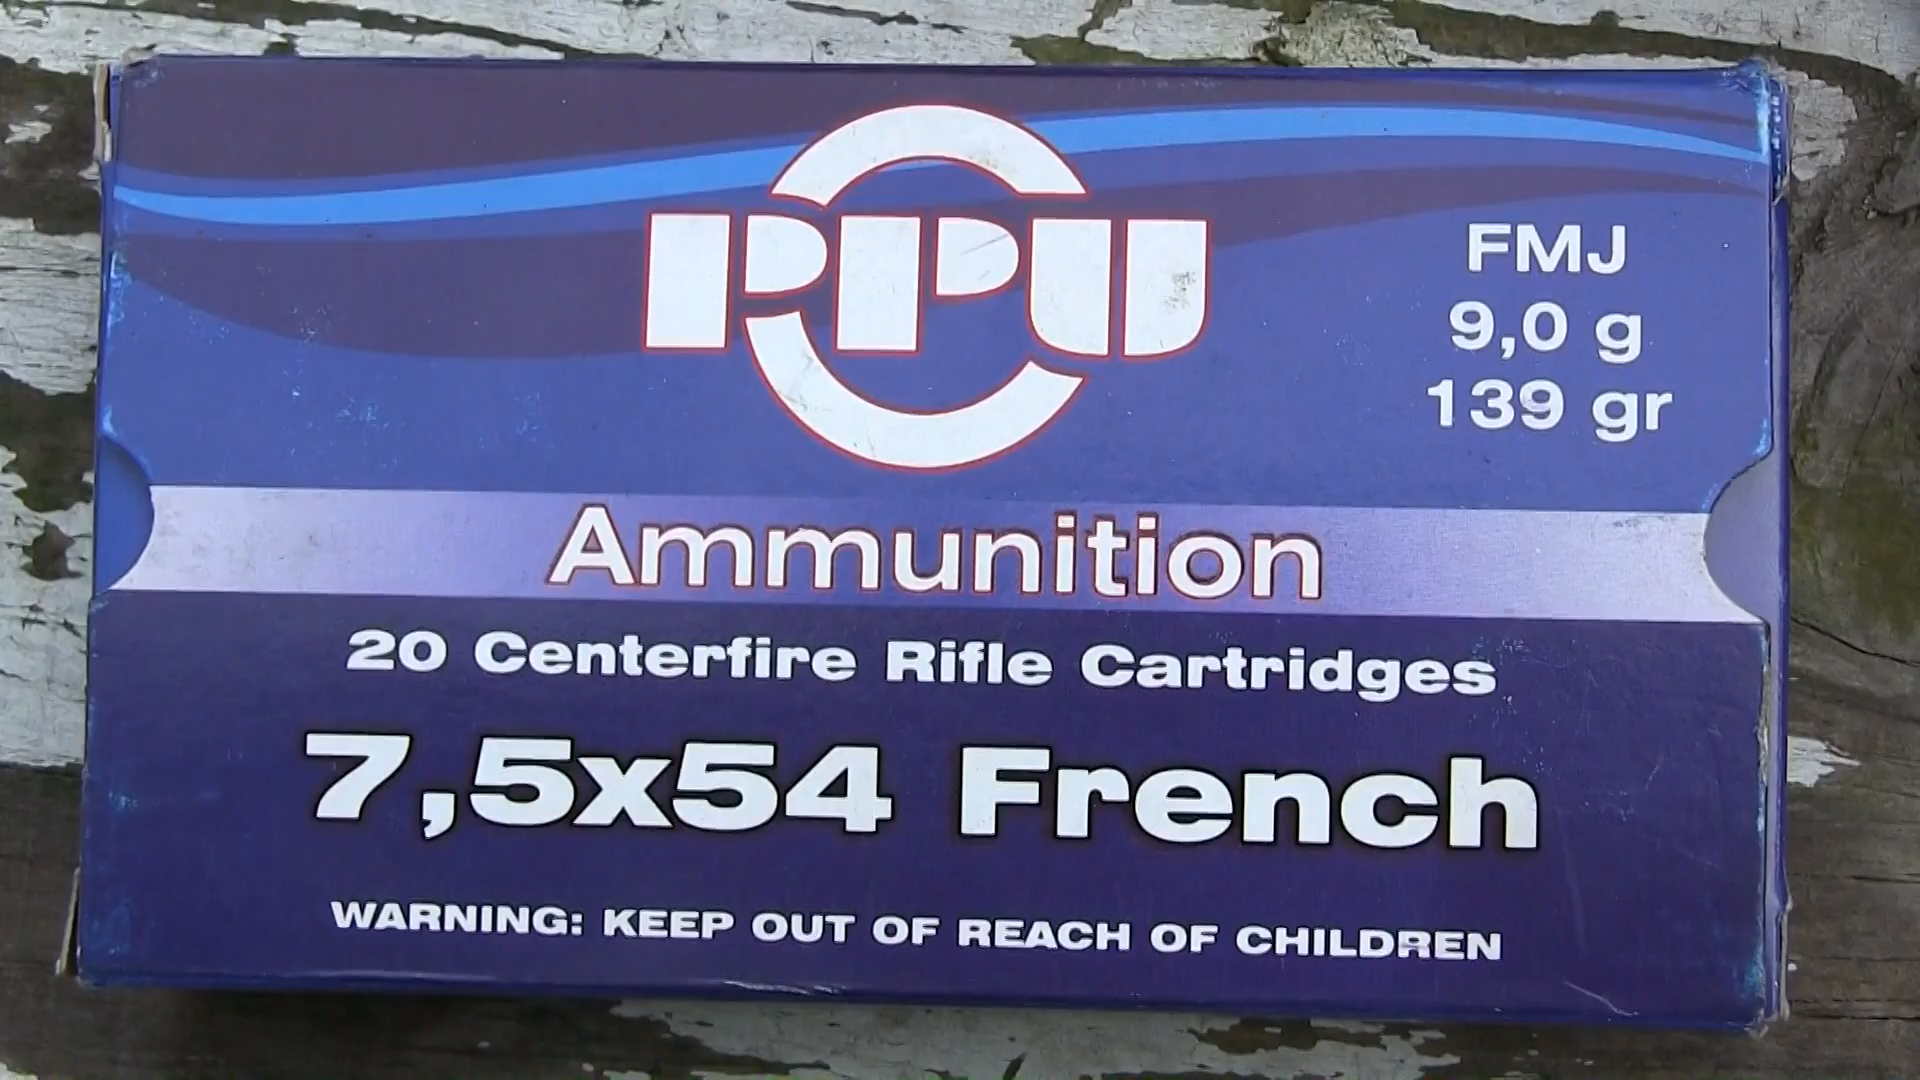 PPU
FMJ
9,0 g
139 gr
Ammunition
20 Centerfire Rifle Cartridges
7,5x54 French
WARNING: KEEP OUT OF REACH OF CHILDREN